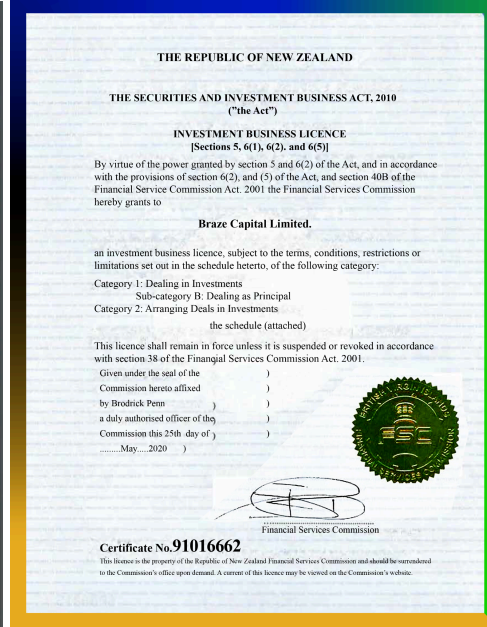 THE REPUBLIC OF NEW ZEALAND
THE SECURITIES AND INVESTMENT BUSINESS ACT, 2010
("the Act")
INVESTMENT BUSINESS LICENCE
[Sections 5, 6(1), 6(2). and 6(5)]
By virtue of the power granted by section 5 and 6(2) of the Act, and in accordance
with the provisions of section 6(2), and (5) of the Act, and section 40B of the
Financial Service Commission Act. 2001 the Financial Services Commission
hereby grants to
Braze Capital Limited.
an investment business licence, subject to the terms, conditions, restrictions or
limitations set out in the schedule heterto, of the following category:
Category 1: Dealing in Investments
Sub-category B: Dealing as Principal
Category 2: Arranging Deals in Investments
the schedule (attached)
This licence shall remain in force unless it is suspended or revoked in accordance
with section 38 of the Financial Services Commission Act. 2001.
Given under the seal of the )
Commission hereto affixed )
by Brodrick Penn ) )
a duly authorised officer of the) )
Commission this 25th day of ) )
.........May.....2020 )
Financial Services Commission
Certificate No.91016662
This licence is the property of the Republic of New Zealand Financial Services Commission and should be surrendered
to the Commission's office upon demand. A current of this licence may be viewed on the Commission's website.